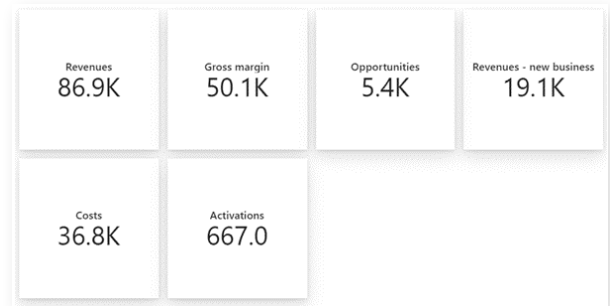 Revenues
86.9K
Gross margin
50.1K
Opportunities
5.4K
Revenues - new business
19.1K
Costs
36.8K
Activations
667.0